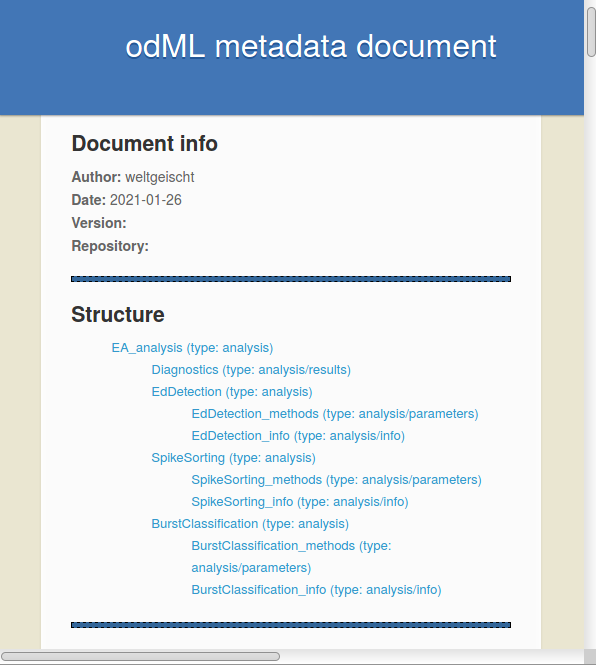 odML metadata document
Document info
Author: weltgeischt
Date: 2021-01-26
Version:
Repository:
Structure
EA_analysis (type: analysis)
Diagnostics (type: analysis/results)
EdDetection (type: analysis)
EdDetection_methods (type: analysis/parameters)
EdDetection_info (type: analysis/info)
SpikeSorting (type: analysis)
SpikeSorting_methods (type: analysis/parameters)
SpikeSorting_info (type: analysis/info)
BurstClassification (type: analysis)
BurstClassification_methods (type:
analysis/parameters)
BurstClassification_info (type: analysis/info)